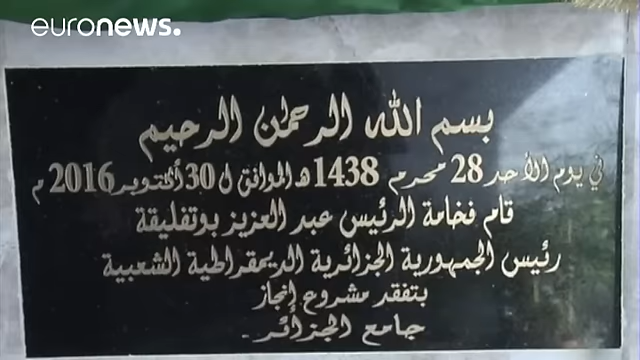 euronews.
بسم الله الرحمن الرحيم
في يوم الأحد 28 محرم 1438 هـ الموافق ل 30 أكتوبر 2016 م
قام فخامة الرئيس عبد العزيز بوتفليقة
رئيس الجمهورية الجزائرية الديمقراطية الشعبية
بتفقد مشروع إنجاز
جامع الجزائر.